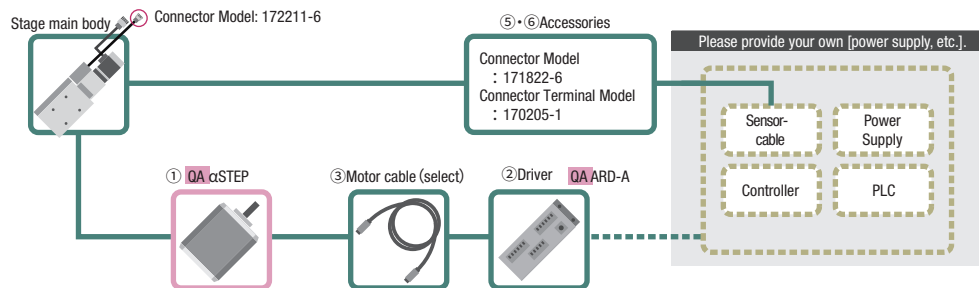 Stage main body
Connector Model: 172211-6
⑤・⑥Accessories
Connector Model
: 171822-6
Connector Terminal Model
: 170205-1
Please provide your own [power supply, etc.].
Sensor-
cable
Power
Supply
Controller
PLC
① QA αSTEP
③Motor cable (select)
②Driver QA ARD-A